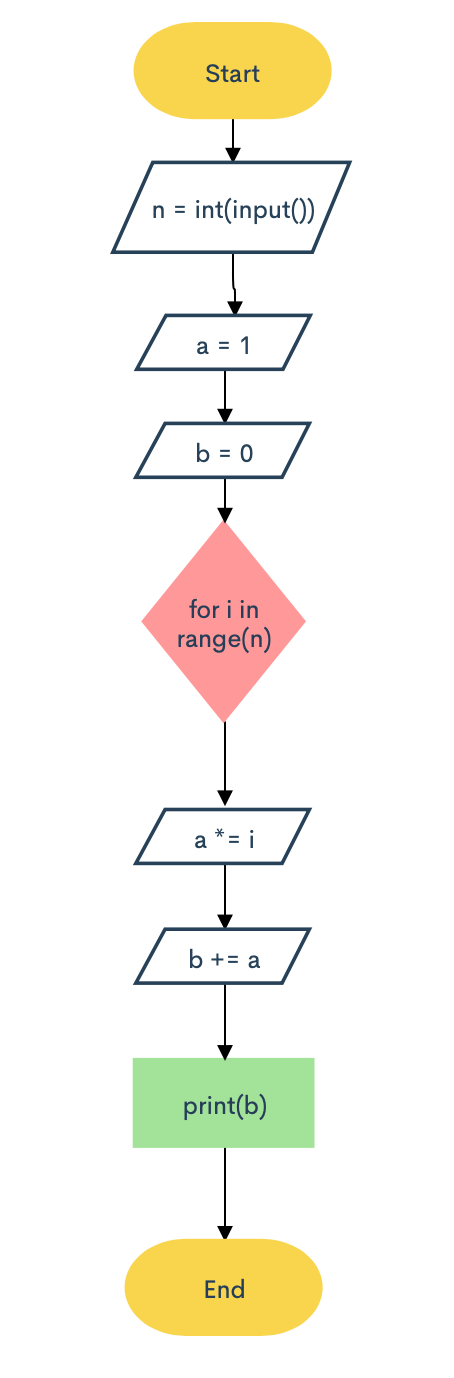 Start
n = int(input())
a = 1
b = 0
for i in
range(n)
a *= i
b += a
print(b)
End